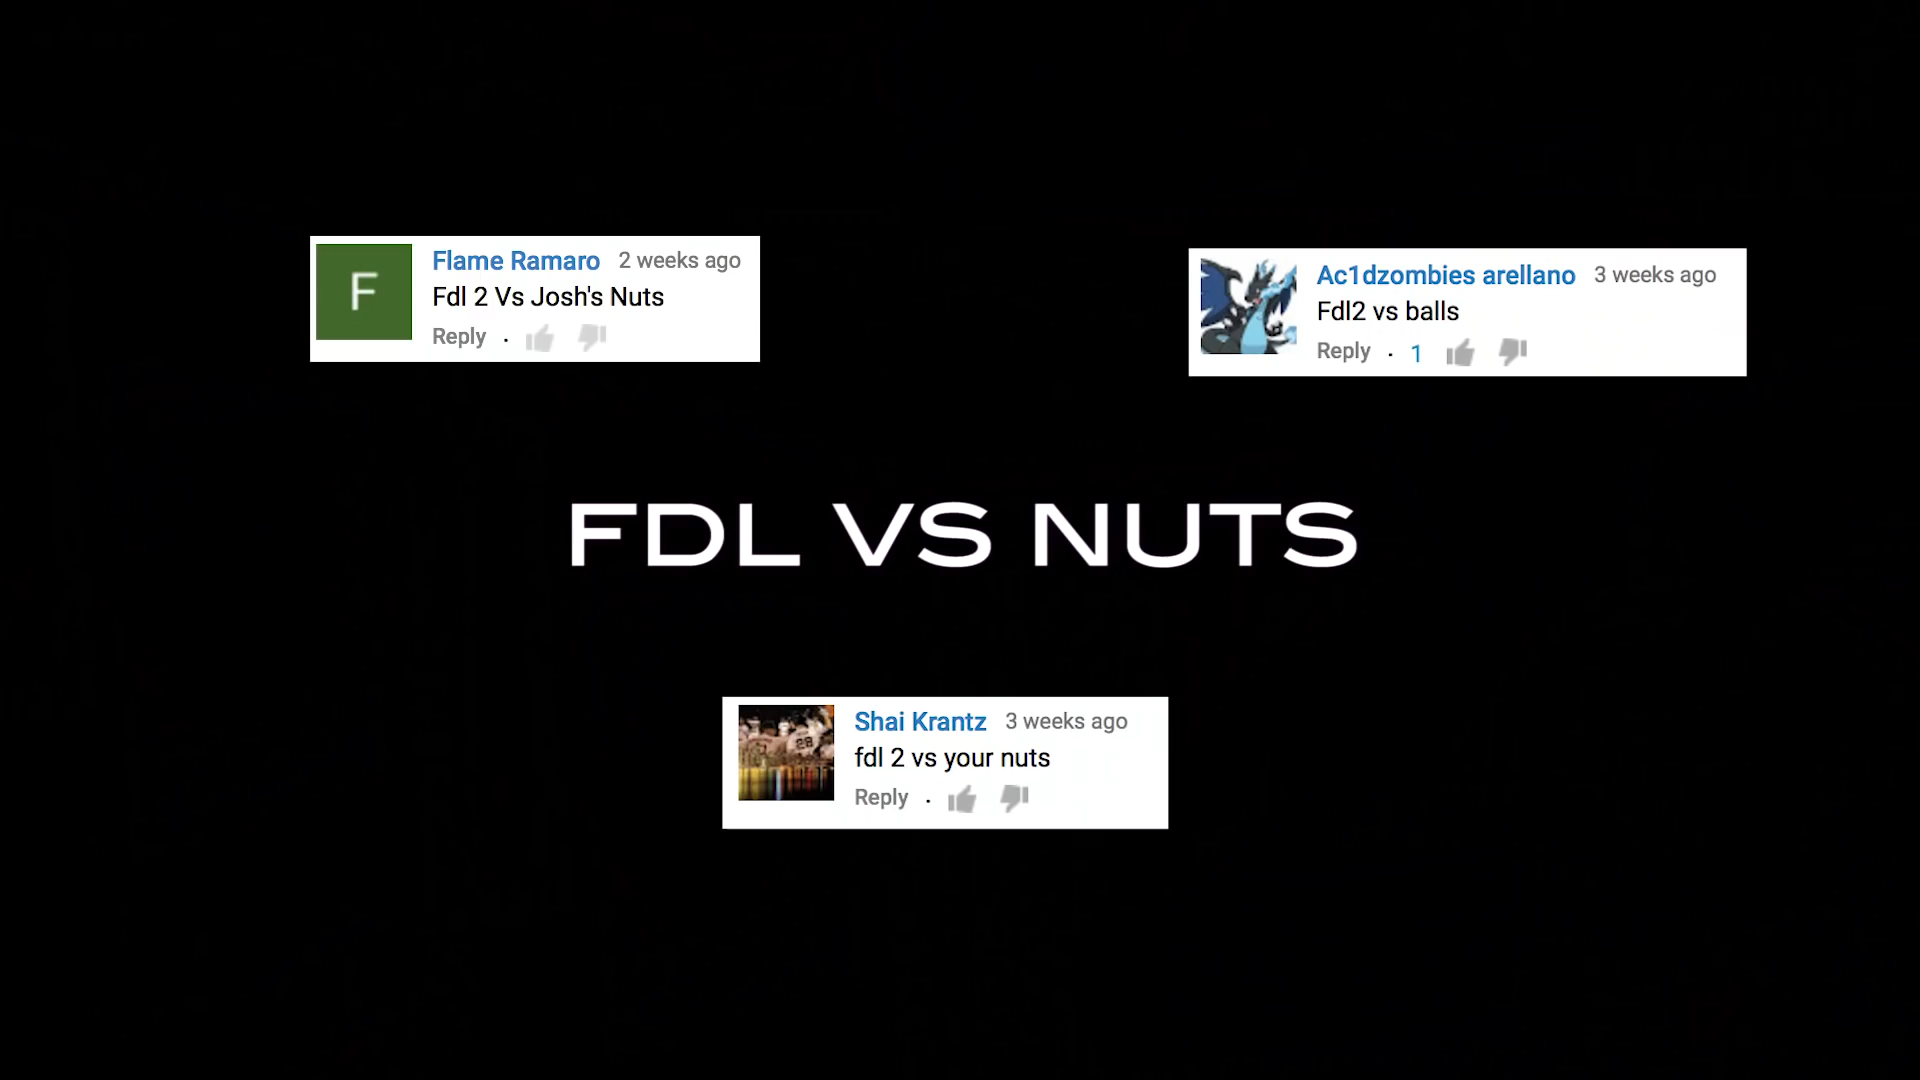 F
Flame Ramaro 2 weeks ago
Fdl 2 Vs Josh's Nuts
Reply ·
Ac1dzombies arellano 3 weeks ago
Fdl2 vs balls
Reply · 1
FDL VS NUTS
28
Shai Krantz 3 weeks ago
fdl 2 vs your nuts
Reply ·